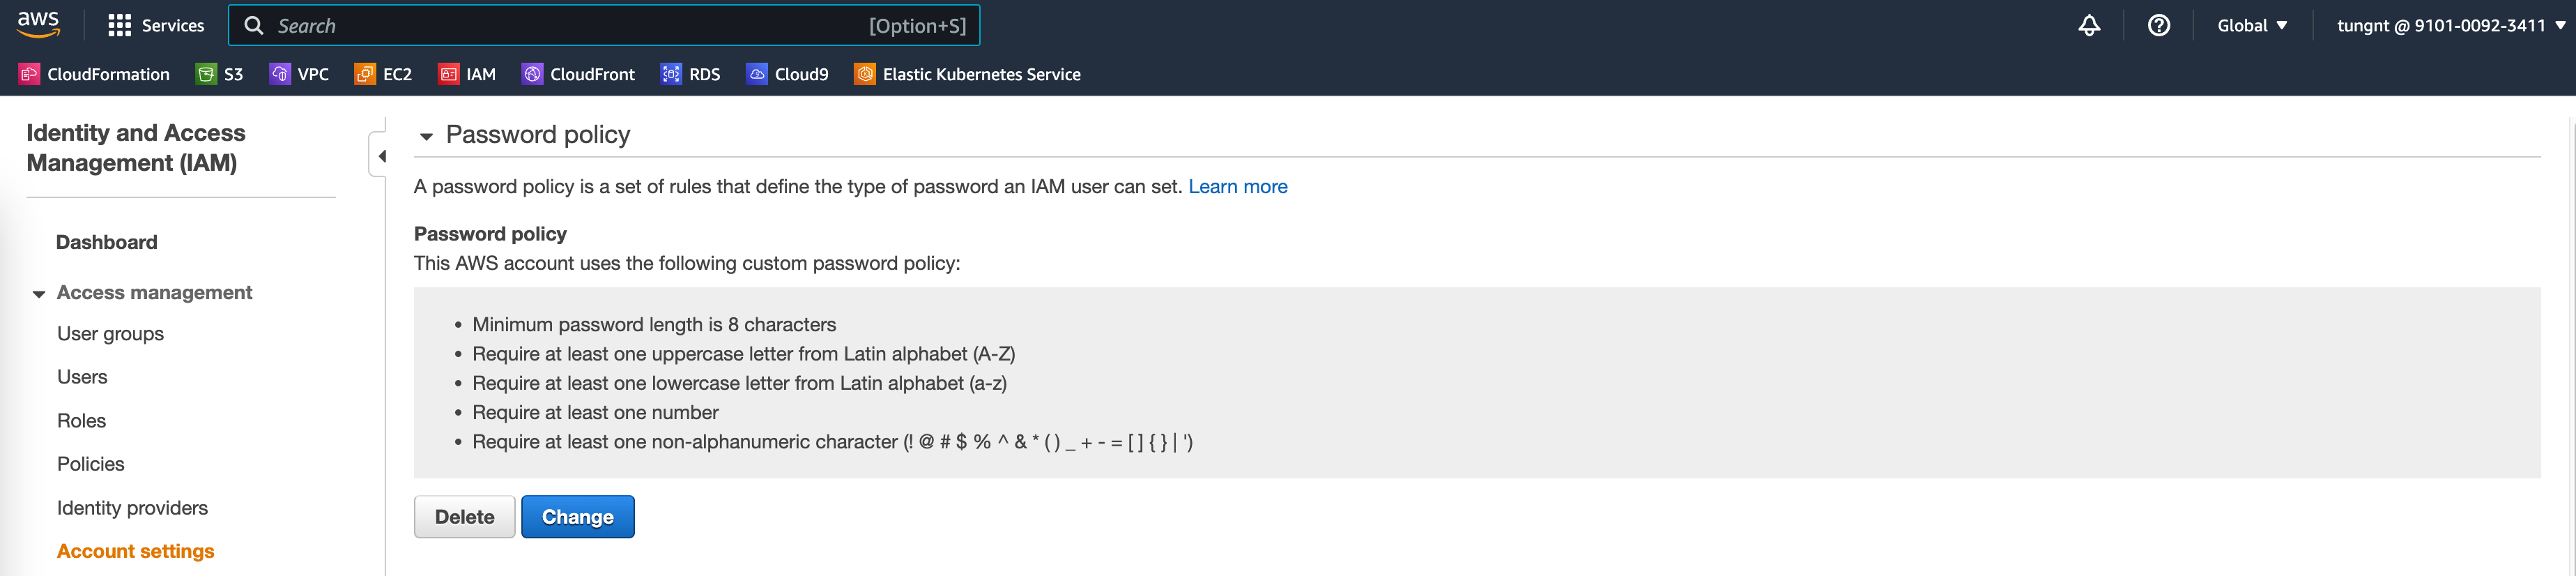 aws
Services
Search
[Option+S]
Global ▼
tungnt @ 9101-0092-3411 ▼
CloudFormation
S3
VPC
EC2
IAM
CloudFront
RDS
Cloud9
Elastic Kubernetes Service
Identity and Access
Management (IAM)
Dashboard
Access management
User groups
Users
Roles
Policies
Identity providers
Account settings
Password policy
A password policy is a set of rules that define the type of password an IAM user can set. Learn more
Password policy
This AWS account uses the following custom password policy:
• Minimum password length is 8 characters
• Require at least one uppercase letter from Latin alphabet (A-Z)
• Require at least one lowercase letter from Latin alphabet (a-z)
• Require at least one number
• Require at least one non-alphanumeric character (! @ # $ % ^ & * ( ) _ + - = [ ] { } | ')
Delete
Change